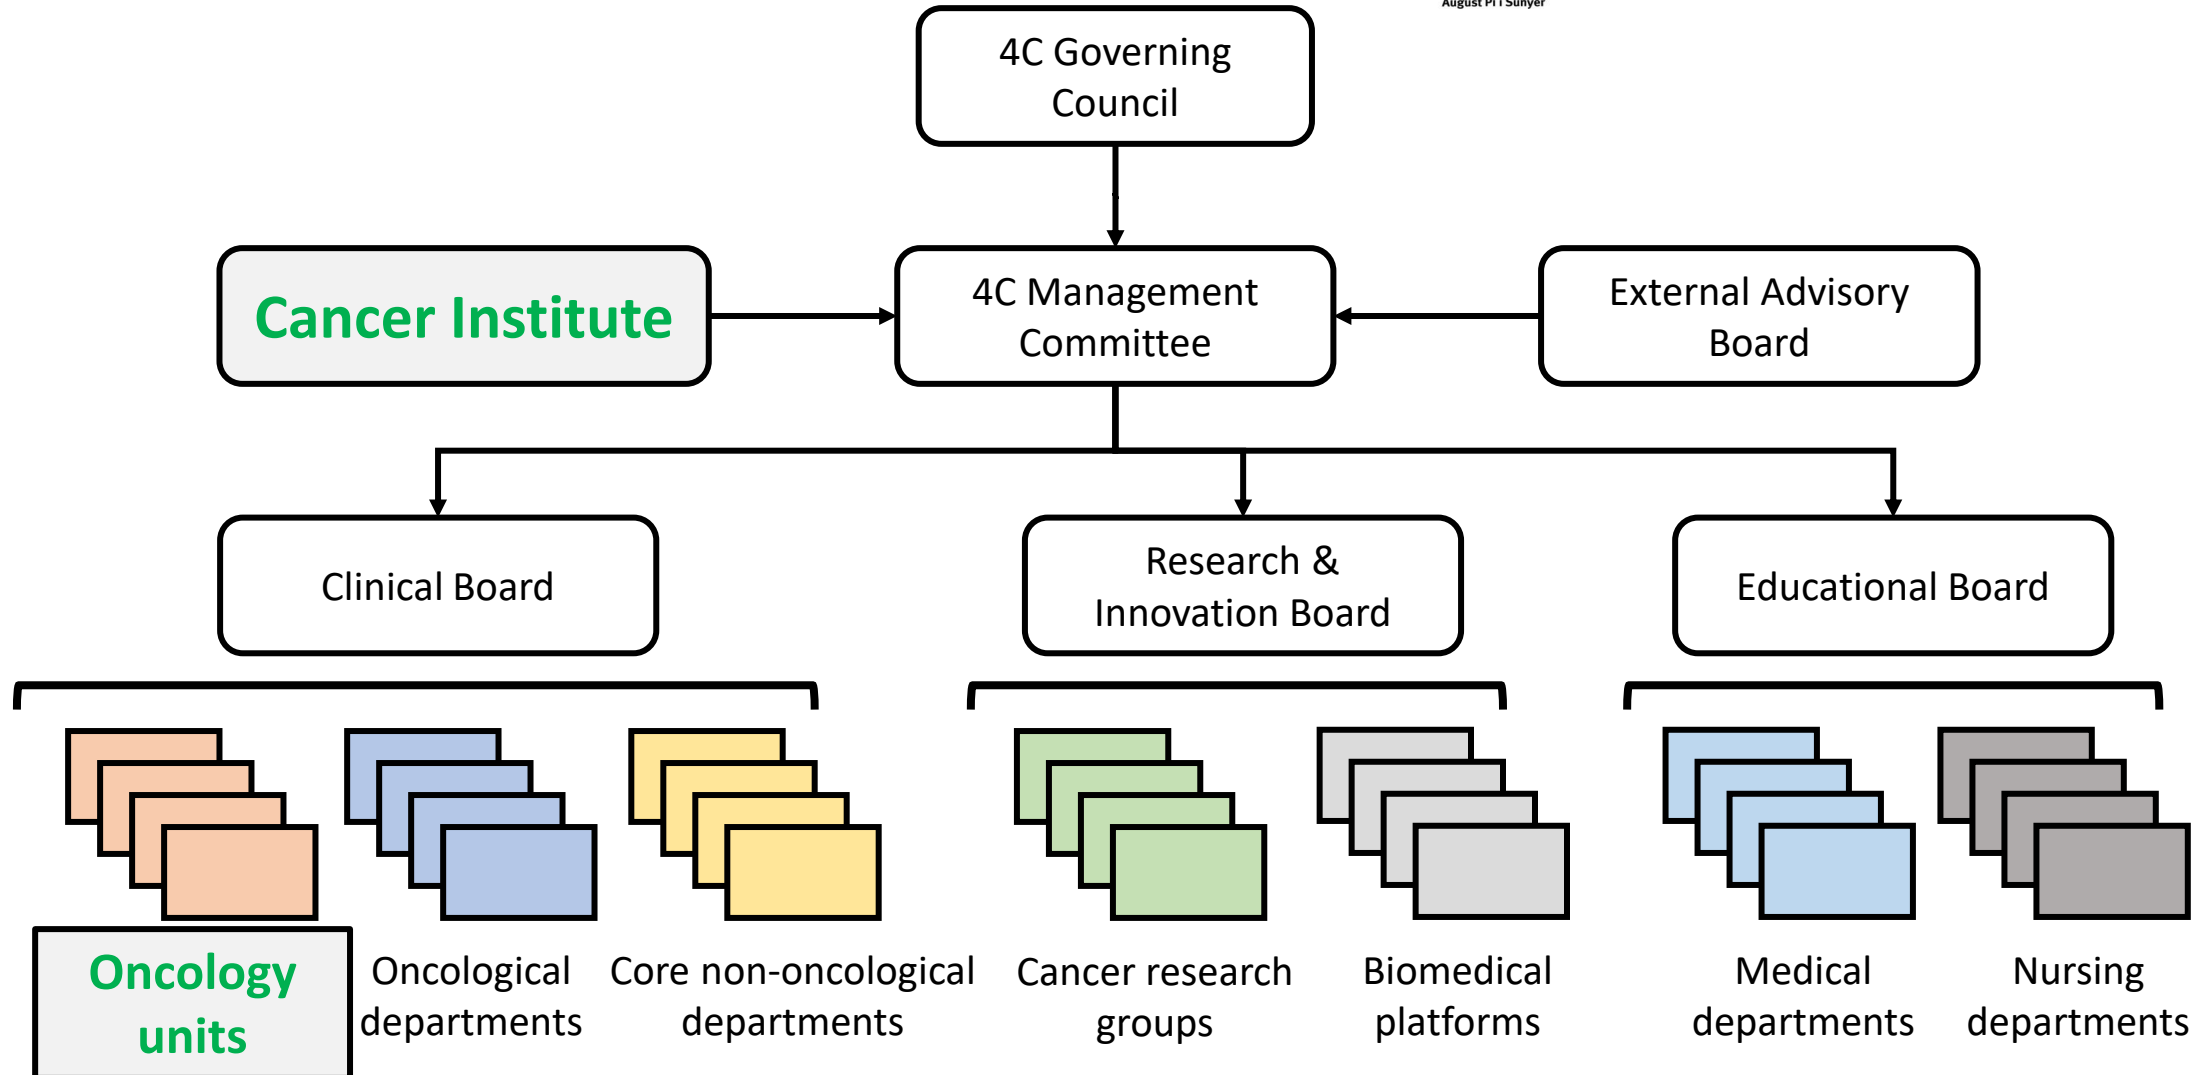 August Pi i Sunyer
4C Governing
Council
Cancer Institute
4C Management
Committee
External Advisory
Board
Clinical Board
Research &
Innovation Board
Educational Board
Oncology
units
Oncological
departments
Core non-oncological
departments
Cancer research
groups
Biomedical
platforms
Medical
departments
Nursing
departments